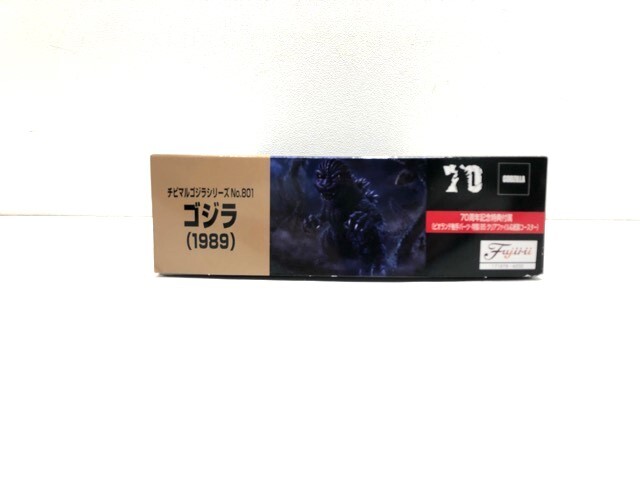 チビマルゴジラシリーズ No.801
ゴジラ
(1989)
70
GODZILLA
70周年記念特典付属
Fujimi